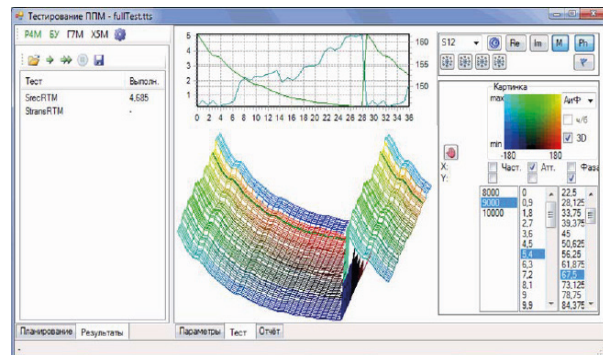 Тестирование ППМ - fullTest.tts
Р4М БУ Г7М Х5М
Тест Выполн.
SrecRTM 4,685
StransRTM -
Планирование Результаты
5
4
3
2
1
160
155
150
0 2 4 6 8 10 12 14 16 18 20 22 24 26 28 30 32 34 36
Параметры Тест Отчёт
S12 Re Im M Ph
Картинка
max
min
-180 180
АиФ
ч/б
3D
X: Част. Атт. Фаза
Y:
8000 0 22,5
9000 0,9 28,125
10000 1,8 33,75
2,7 39,375
3,6 45
4,5 50,625
5,4 56,25
6,3 61,875
7,2 67,5
8,1 73,125
9 78,75
9,9 84,375
-